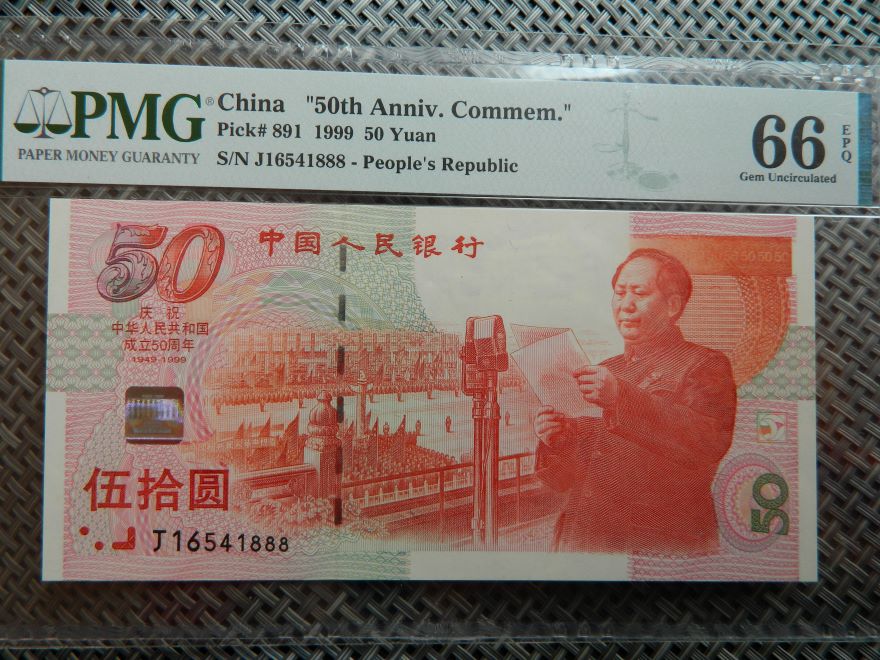 PMG® China "50th Anniv. Commem."
Pick# 891 1999 50 Yuan
PAPER MONEY GUARANTY
S/N J16541888 - People's Republic
66 EPQ
Gem Uncirculated
50
中国人民银行
庆祝
中华人民共和国
成立50周年
1949-1999
伍拾圆
J16541888
50